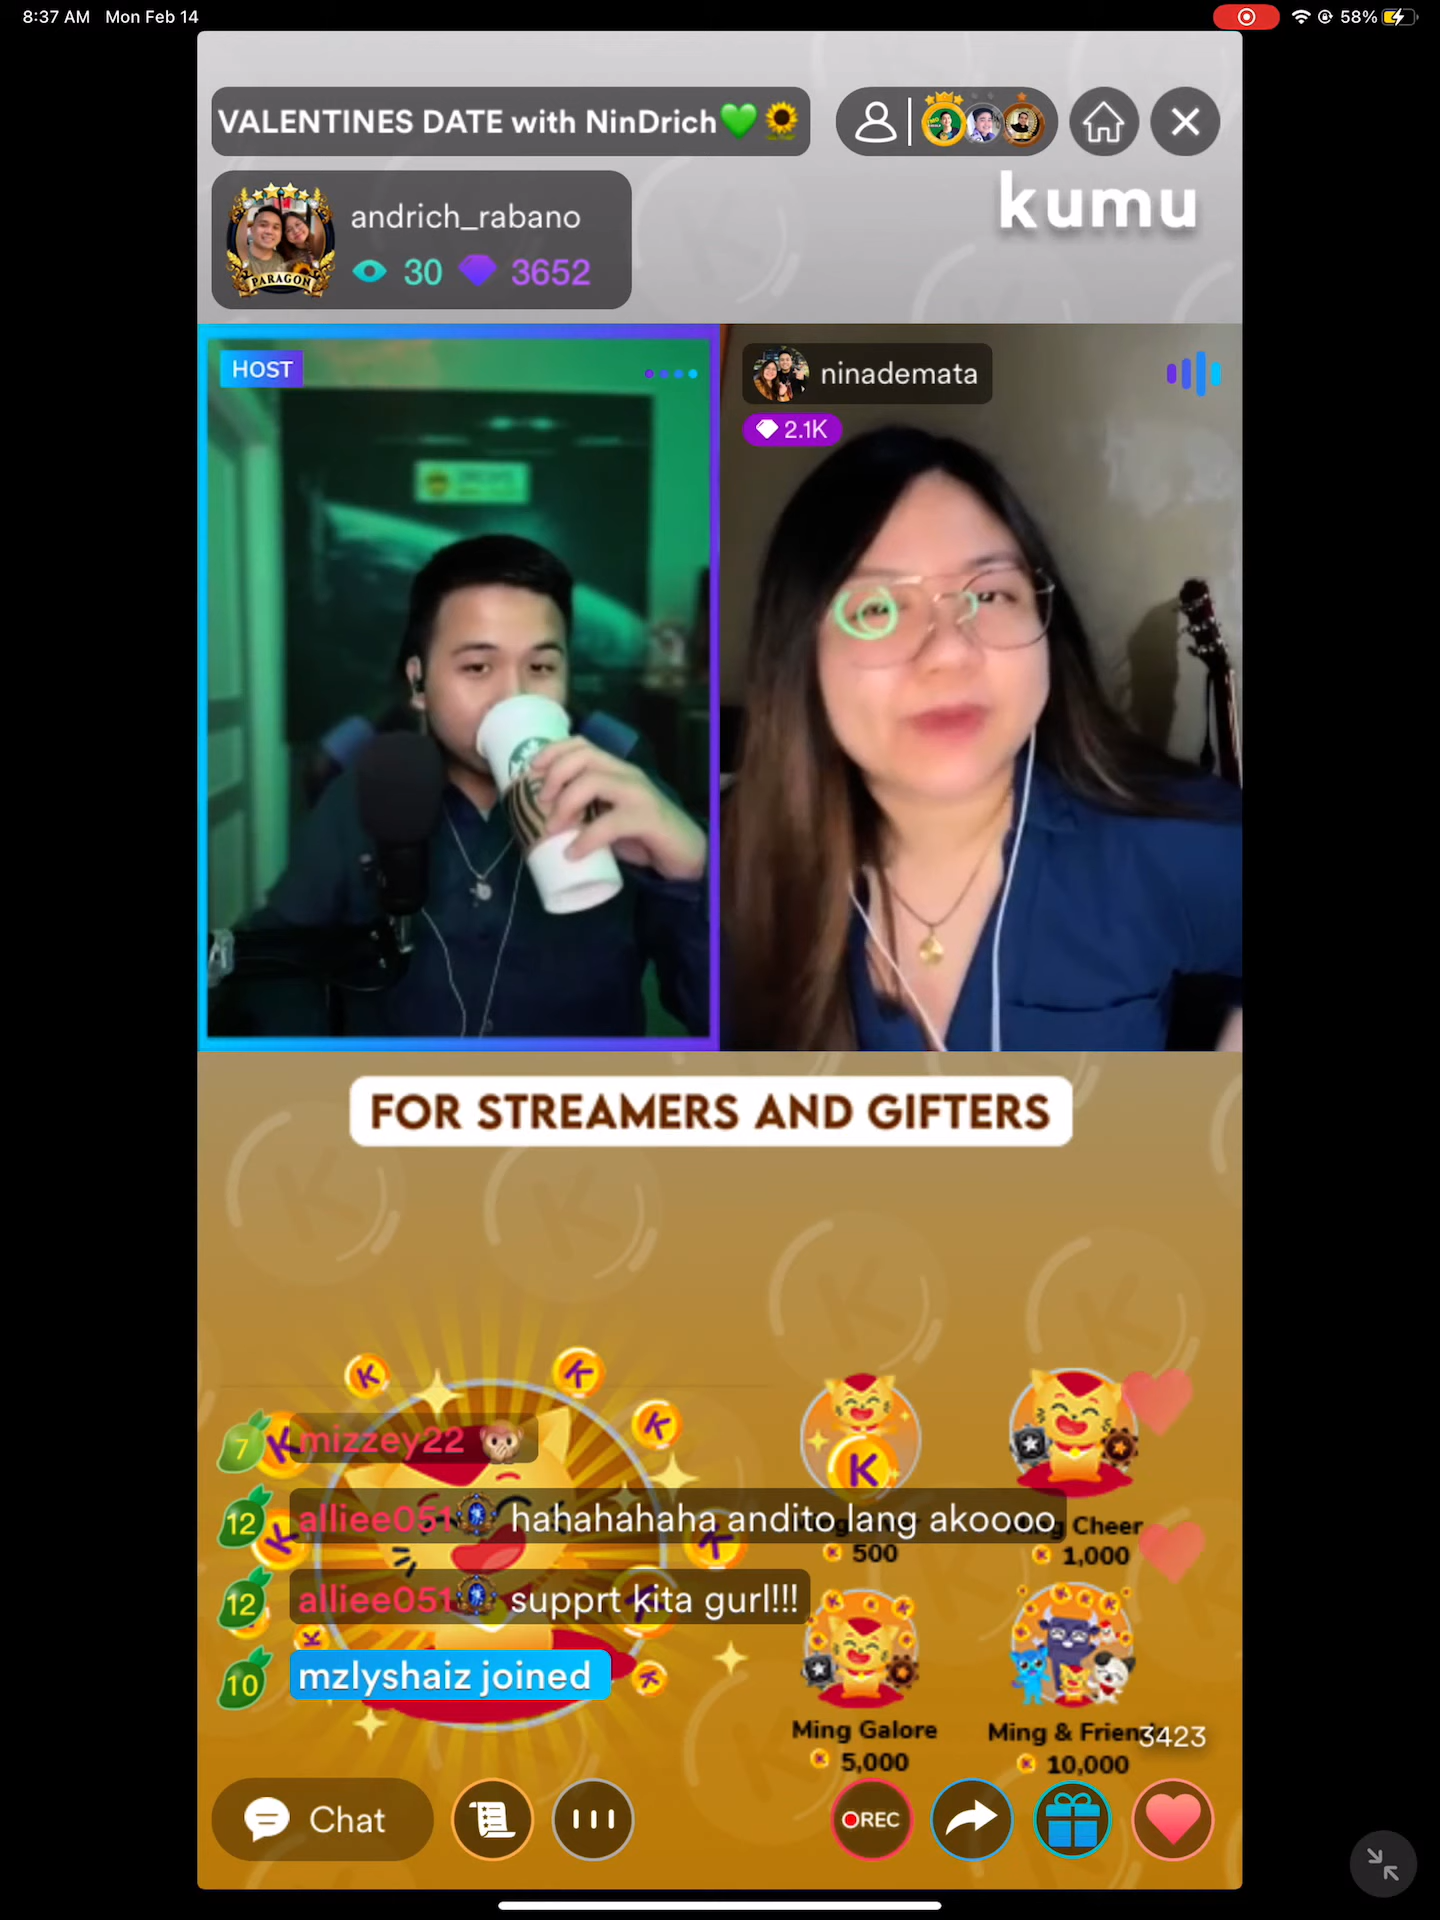 8:37 AM Mon Feb 14
58%
VALENTINES DATE with NinDrich💚🌻
andrich_rabano
PARAGON
30 3652
kumu
HOST
ninademata
2.1K
FOR STREAMERS AND GIFTERS
7 mizzey22 🙊
12 alliee051 hahahahaha andito lang akoooo
12 alliee051 supprt kita gurl!!!
10 mzlyshaiz joined
500
Cheer
1,000
Ming Galore
5,000
Ming & Friends
10,000
3423
Chat
REC